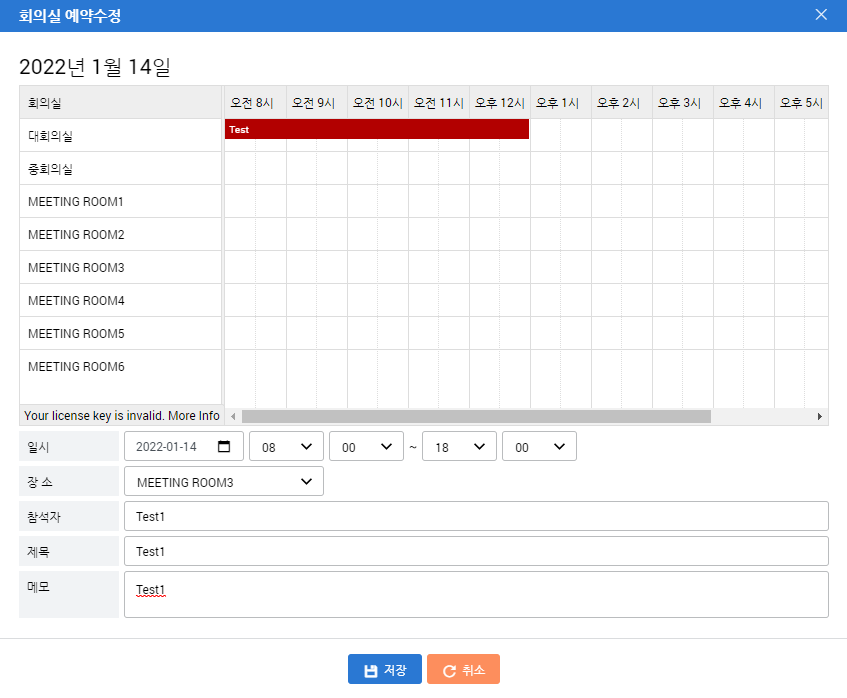 회의실 예약수정
2022년 1월 14일
회의실 오전 8시 오전 9시 오전 10시 오전 11시 오후 12시 오후 1시 오후 2시 오후 3시 오후 4시 오후 5시
대회의실 Test
중회의실
MEETING ROOM1
MEETING ROOM2
MEETING ROOM3
MEETING ROOM4
MEETING ROOM5
MEETING ROOM6
Your license key is invalid. More Info
일시 2022-01-14 08 00 ~ 18 00
장 소 MEETING ROOM3
참석자 Test1
제목 Test1
메모 Test1
저장 취소